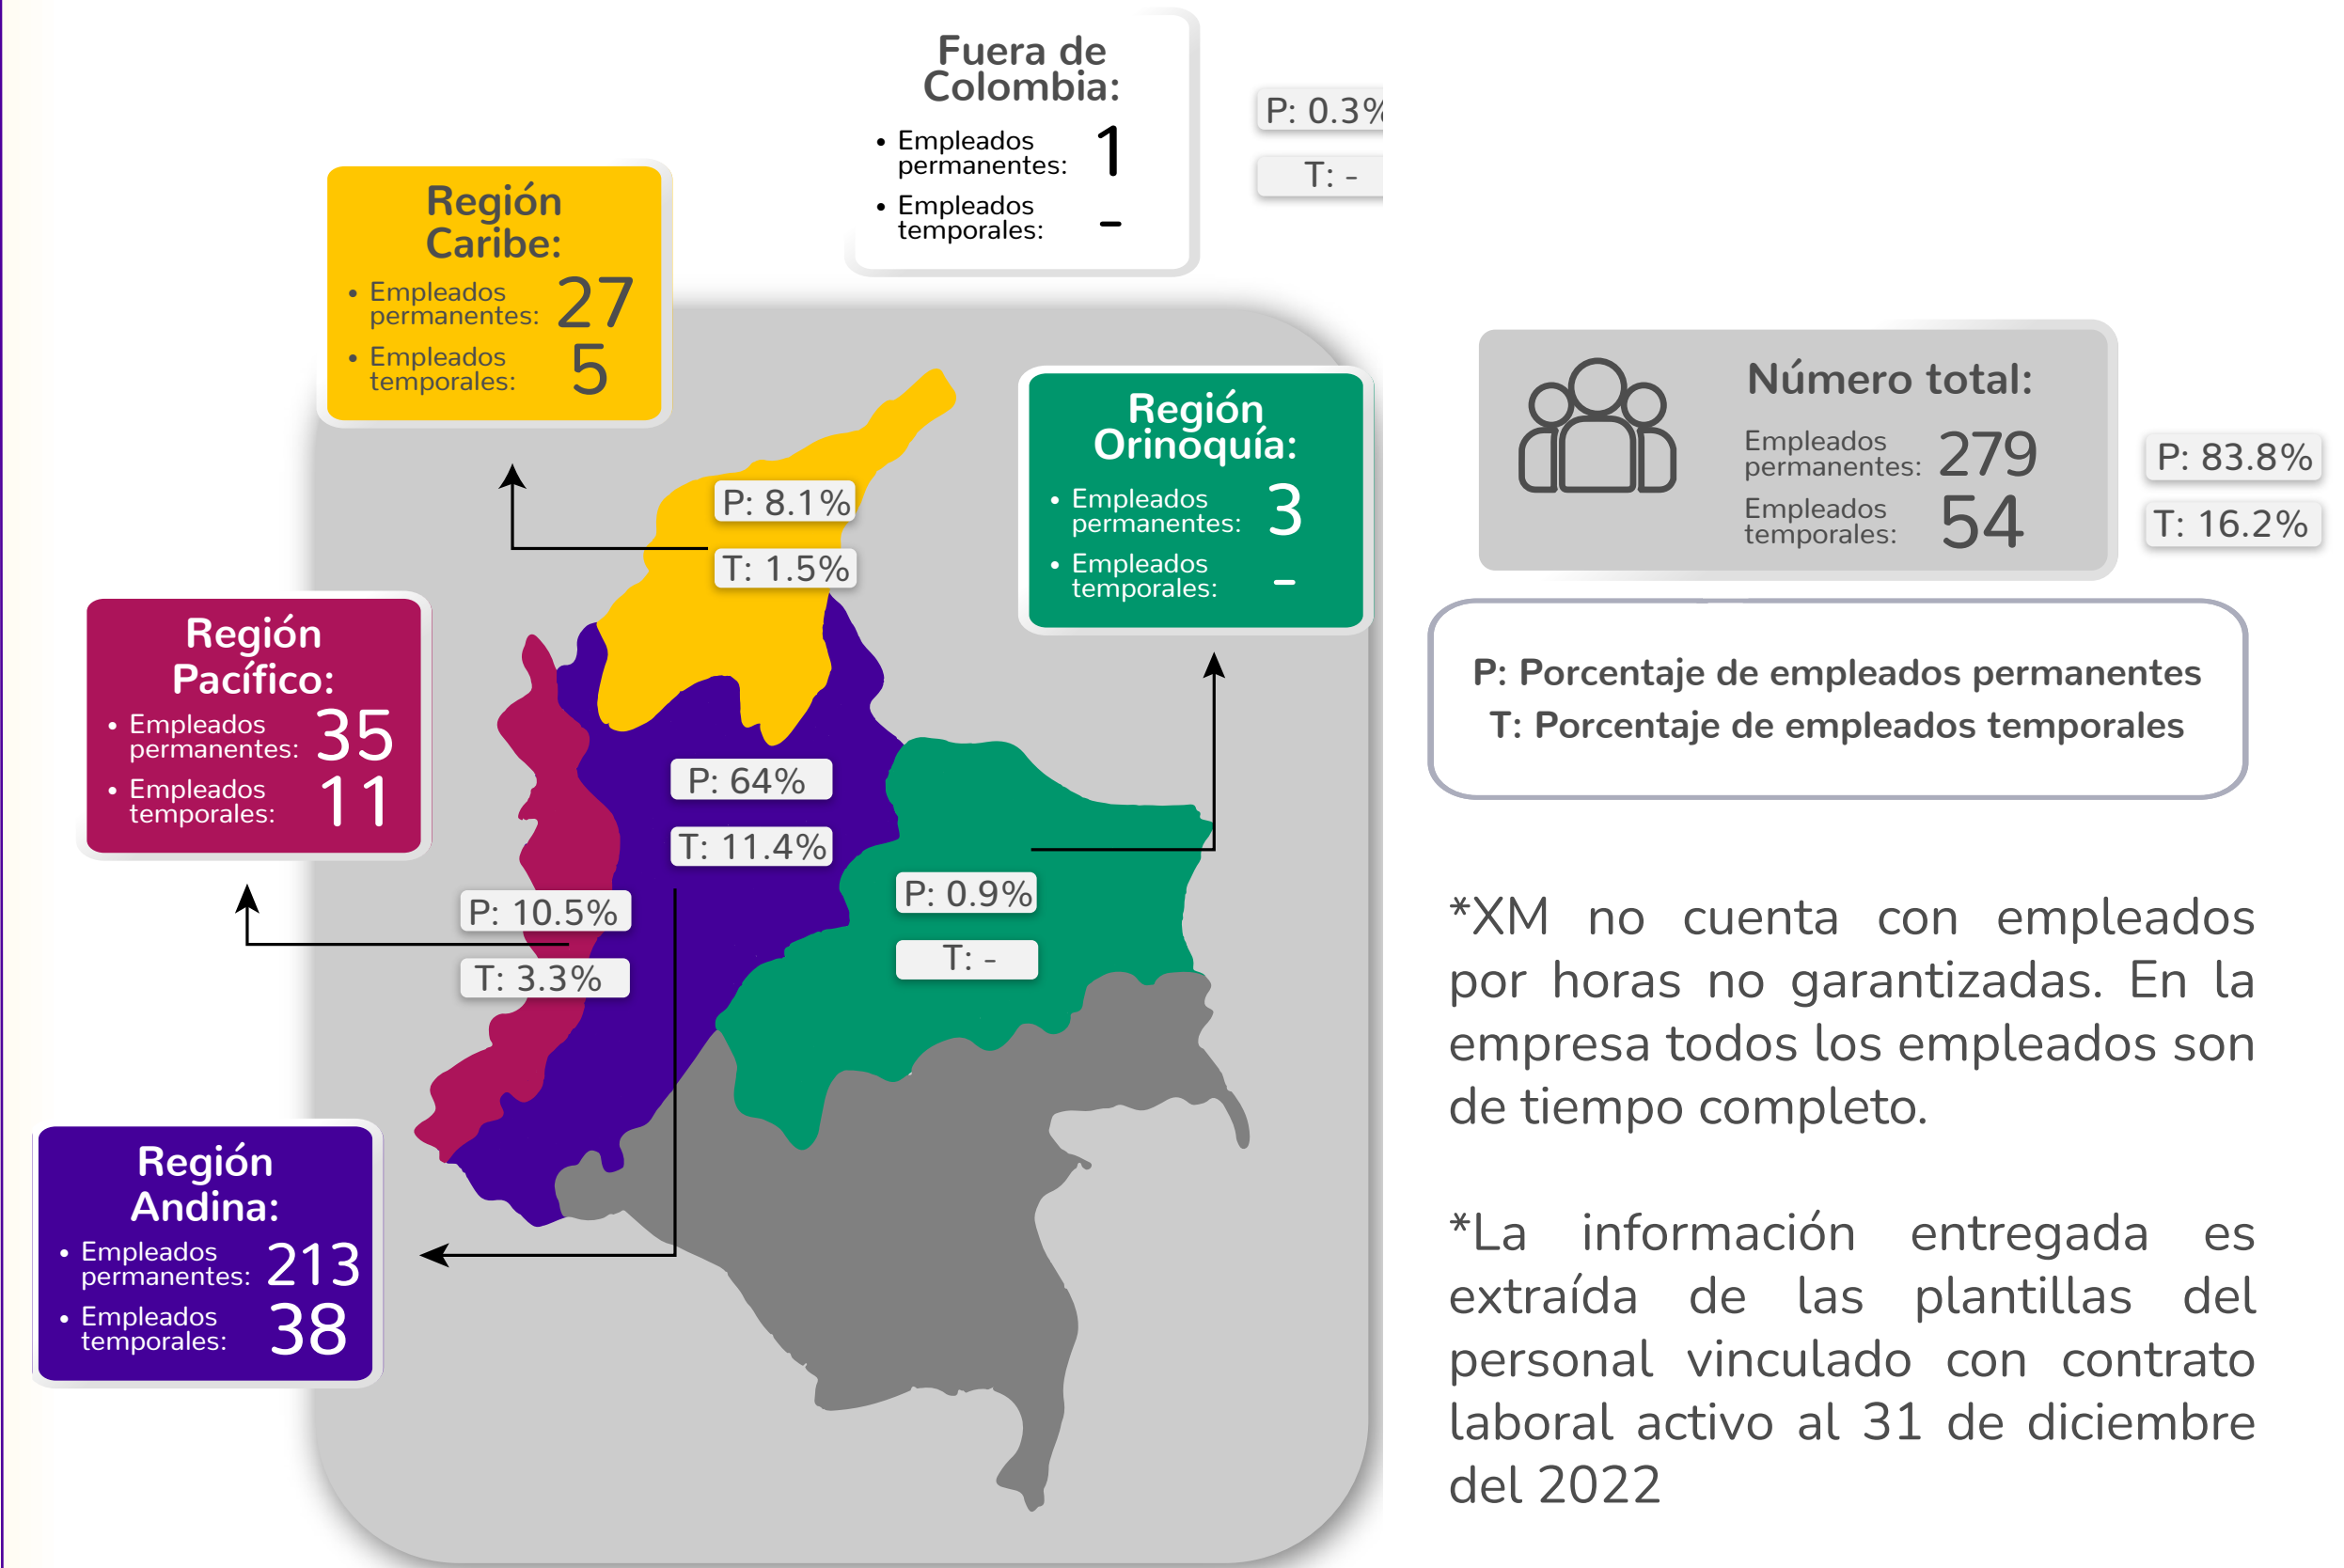 Fuera de
Colombia:
• Empleados
permanentes: 1
• Empleados
temporales: -
P: 0.3%
T: -
Región
Caribe:
• Empleados
permanentes: 27
• Empleados
temporales: 5
P: 8.1%
T: 1.5%
Región
Orinoquía:
• Empleados
permanentes: 3
• Empleados
temporales: -
P: 0.9%
T: -
Región
Pacífico:
• Empleados
permanentes: 35
• Empleados
temporales: 11
P: 10.5%
T: 3.3%
P: 64%
T: 11.4%
Región
Andina:
• Empleados
permanentes: 213
• Empleados
temporales: 38
Número total:
Empleados
permanentes: 279
Empleados
temporales: 54
P: 83.8%
T: 16.2%
P: Porcentaje de empleados permanentes
T: Porcentaje de empleados temporales
*XM no cuenta con empleados
por horas no garantizadas. En la
empresa todos los empleados son
de tiempo completo.
*La información entregada es
extraída de las plantillas del
personal vinculado con contrato
laboral activo al 31 de diciembre
del 2022